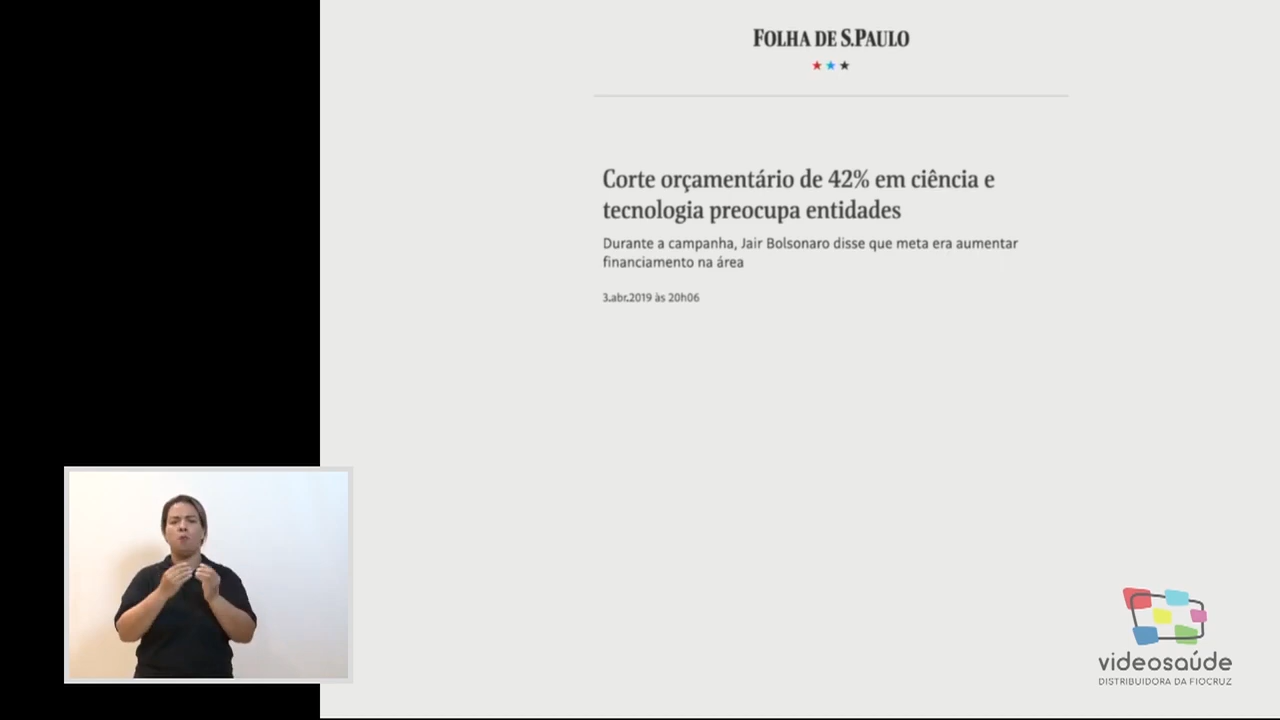 FOLHA DE S.PAULO
Corte orçamentário de 42% em ciência e
tecnologia preocupa entidades
Durante a campanha, Jair Bolsonaro disse que meta era aumentar
financiamento na área
3.abr.2019 às 20h06
videosaúde
DISTRIBUIDORA DA FIOCRUZ